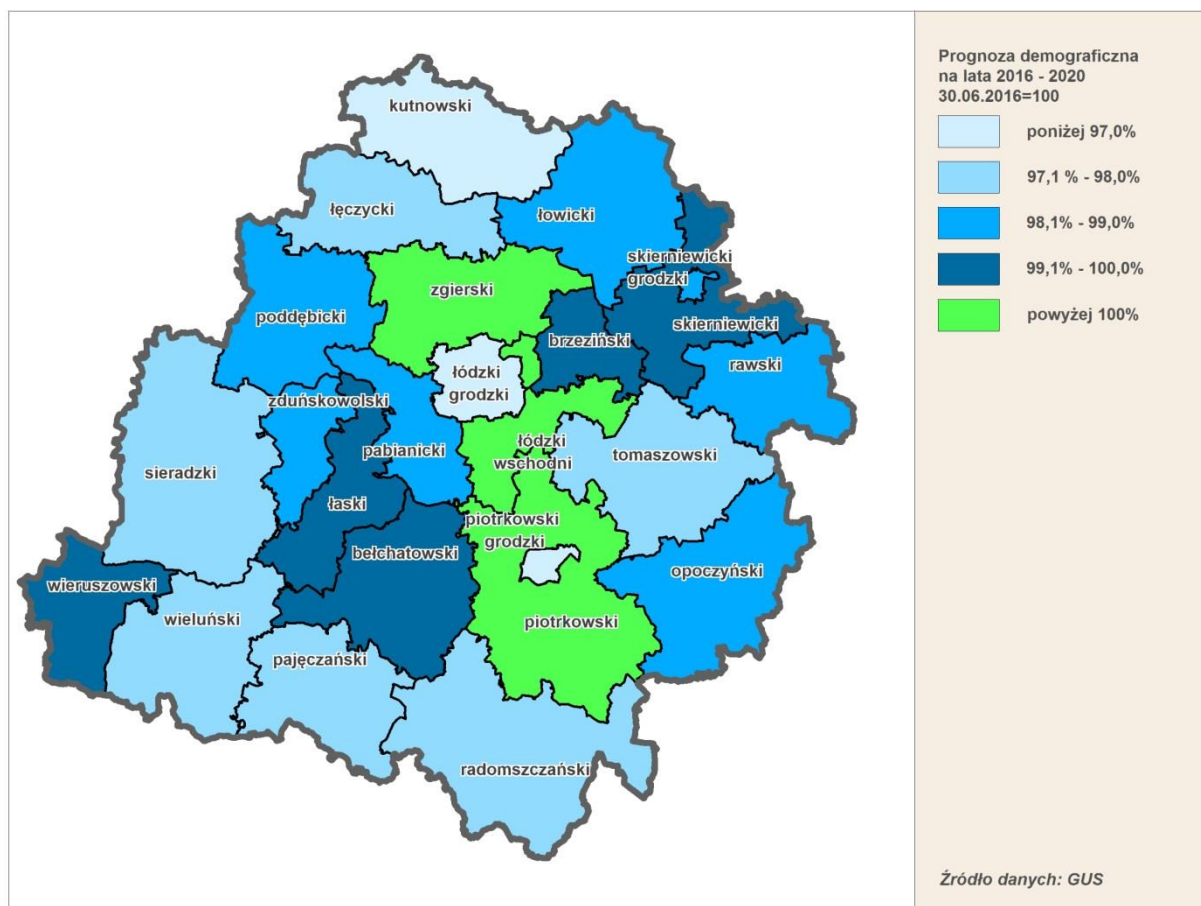 kutnowski
łęczycki
łowicki
skierniewicki
grodzki
zgierski
poddębicki
brzeziński
skierniewicki
rawski
łódzki
grodzki
zduńskowolski
pabianicki
łódzki
wschodni
tomaszowski
sieradzki
łaski
piotrkowski
grodzki
bełchatowski
opoczyński
wieruszowski
wieluński
piotrkowski
pajęczański
radomszczański
Prognoza demograficzna
na lata 2016 - 2020
30.06.2016=100
poniżej 97,0%
97,1 % - 98,0%
98,1% - 99,0%
99,1% - 100,0%
powyżej 100%
Źródło danych: GUS